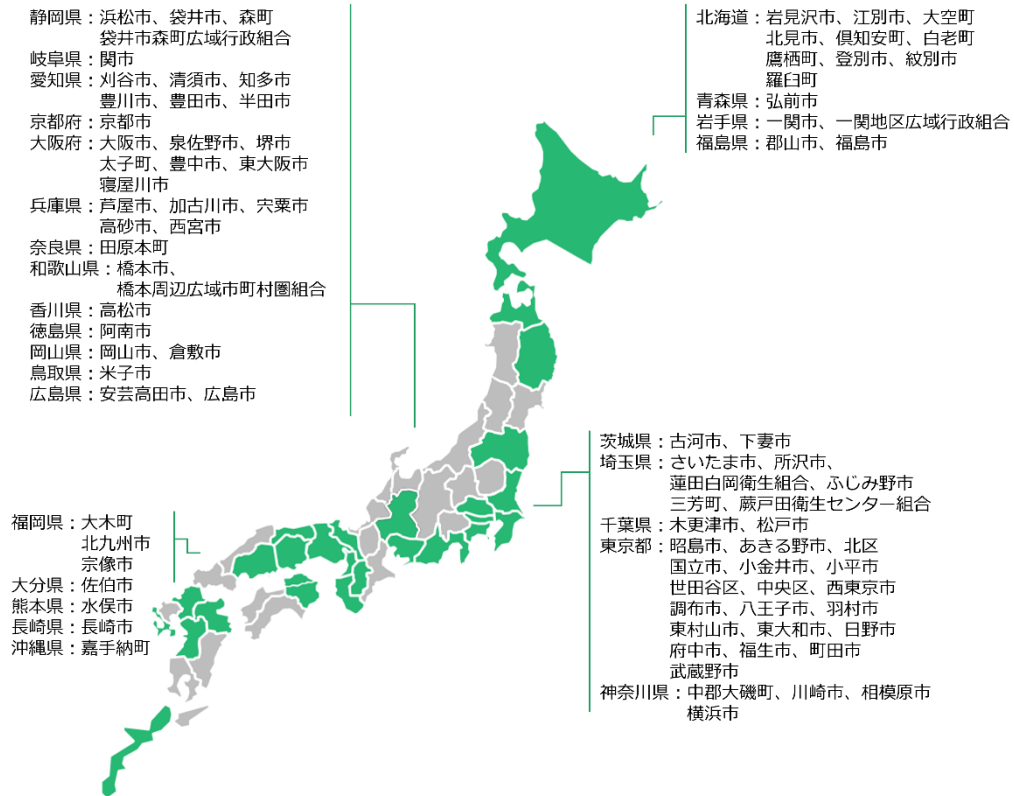 静岡県：浜松市、袋井市、森町
袋井市森町広域行政組合
岐阜県：関市
愛知県：刈谷市、清須市、知多市
豊川市、豊田市、半田市
京都府：京都市
大阪府：大阪市、泉佐野市、堺市
太子町、豊中市、東大阪市
寝屋川市
兵庫県：芦屋市、加古川市、宍粟市
高砂市、西宮市
奈良県：田原本町
和歌山県：橋本市、
橋本周辺広域市町村圏組合
香川県：高松市
徳島県：阿南市
岡山県：岡山市、倉敷市
鳥取県：米子市
広島県：安芸高田市、広島市
北海道：岩見沢市、江別市、大空町
北見市、倶知安町、白老町
鷹栖町、登別市、紋別市
羅臼町
青森県：弘前市
岩手県：一関市、一関地区広域行政組合
福島県：郡山市、福島市
茨城県：古河市、下妻市
埼玉県：さいたま市、所沢市、
蓮田白岡衛生組合、ふじみ野市
三芳町、蕨戸田衛生センター組合
千葉県：木更津市、松戸市
東京都：昭島市、あきる野市、北区
国立市、小金井市、小平市
世田谷区、中央区、西東京市
調布市、八王子市、羽村市
東村山市、東大和市、日野市
府中市、福生市、町田市
武蔵野市
神奈川県：中郡大磯町、川崎市、相模原市
横浜市
福岡県：大木町
北九州市
宗像市
大分県：佐伯市
熊本県：水俣市
長崎県：長崎市
沖縄県：嘉手納町